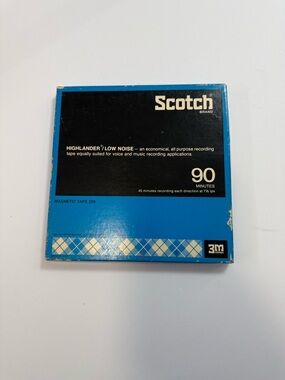 Scotch
BRAND
HIGHLANDER/LOW NOISE — an economical, all purpose recording
tape equally suited for voice and music recording applications.
90
MINUTES
45 minutes recording each direction at 7½ ips
MAGNETIC TAPE
3M